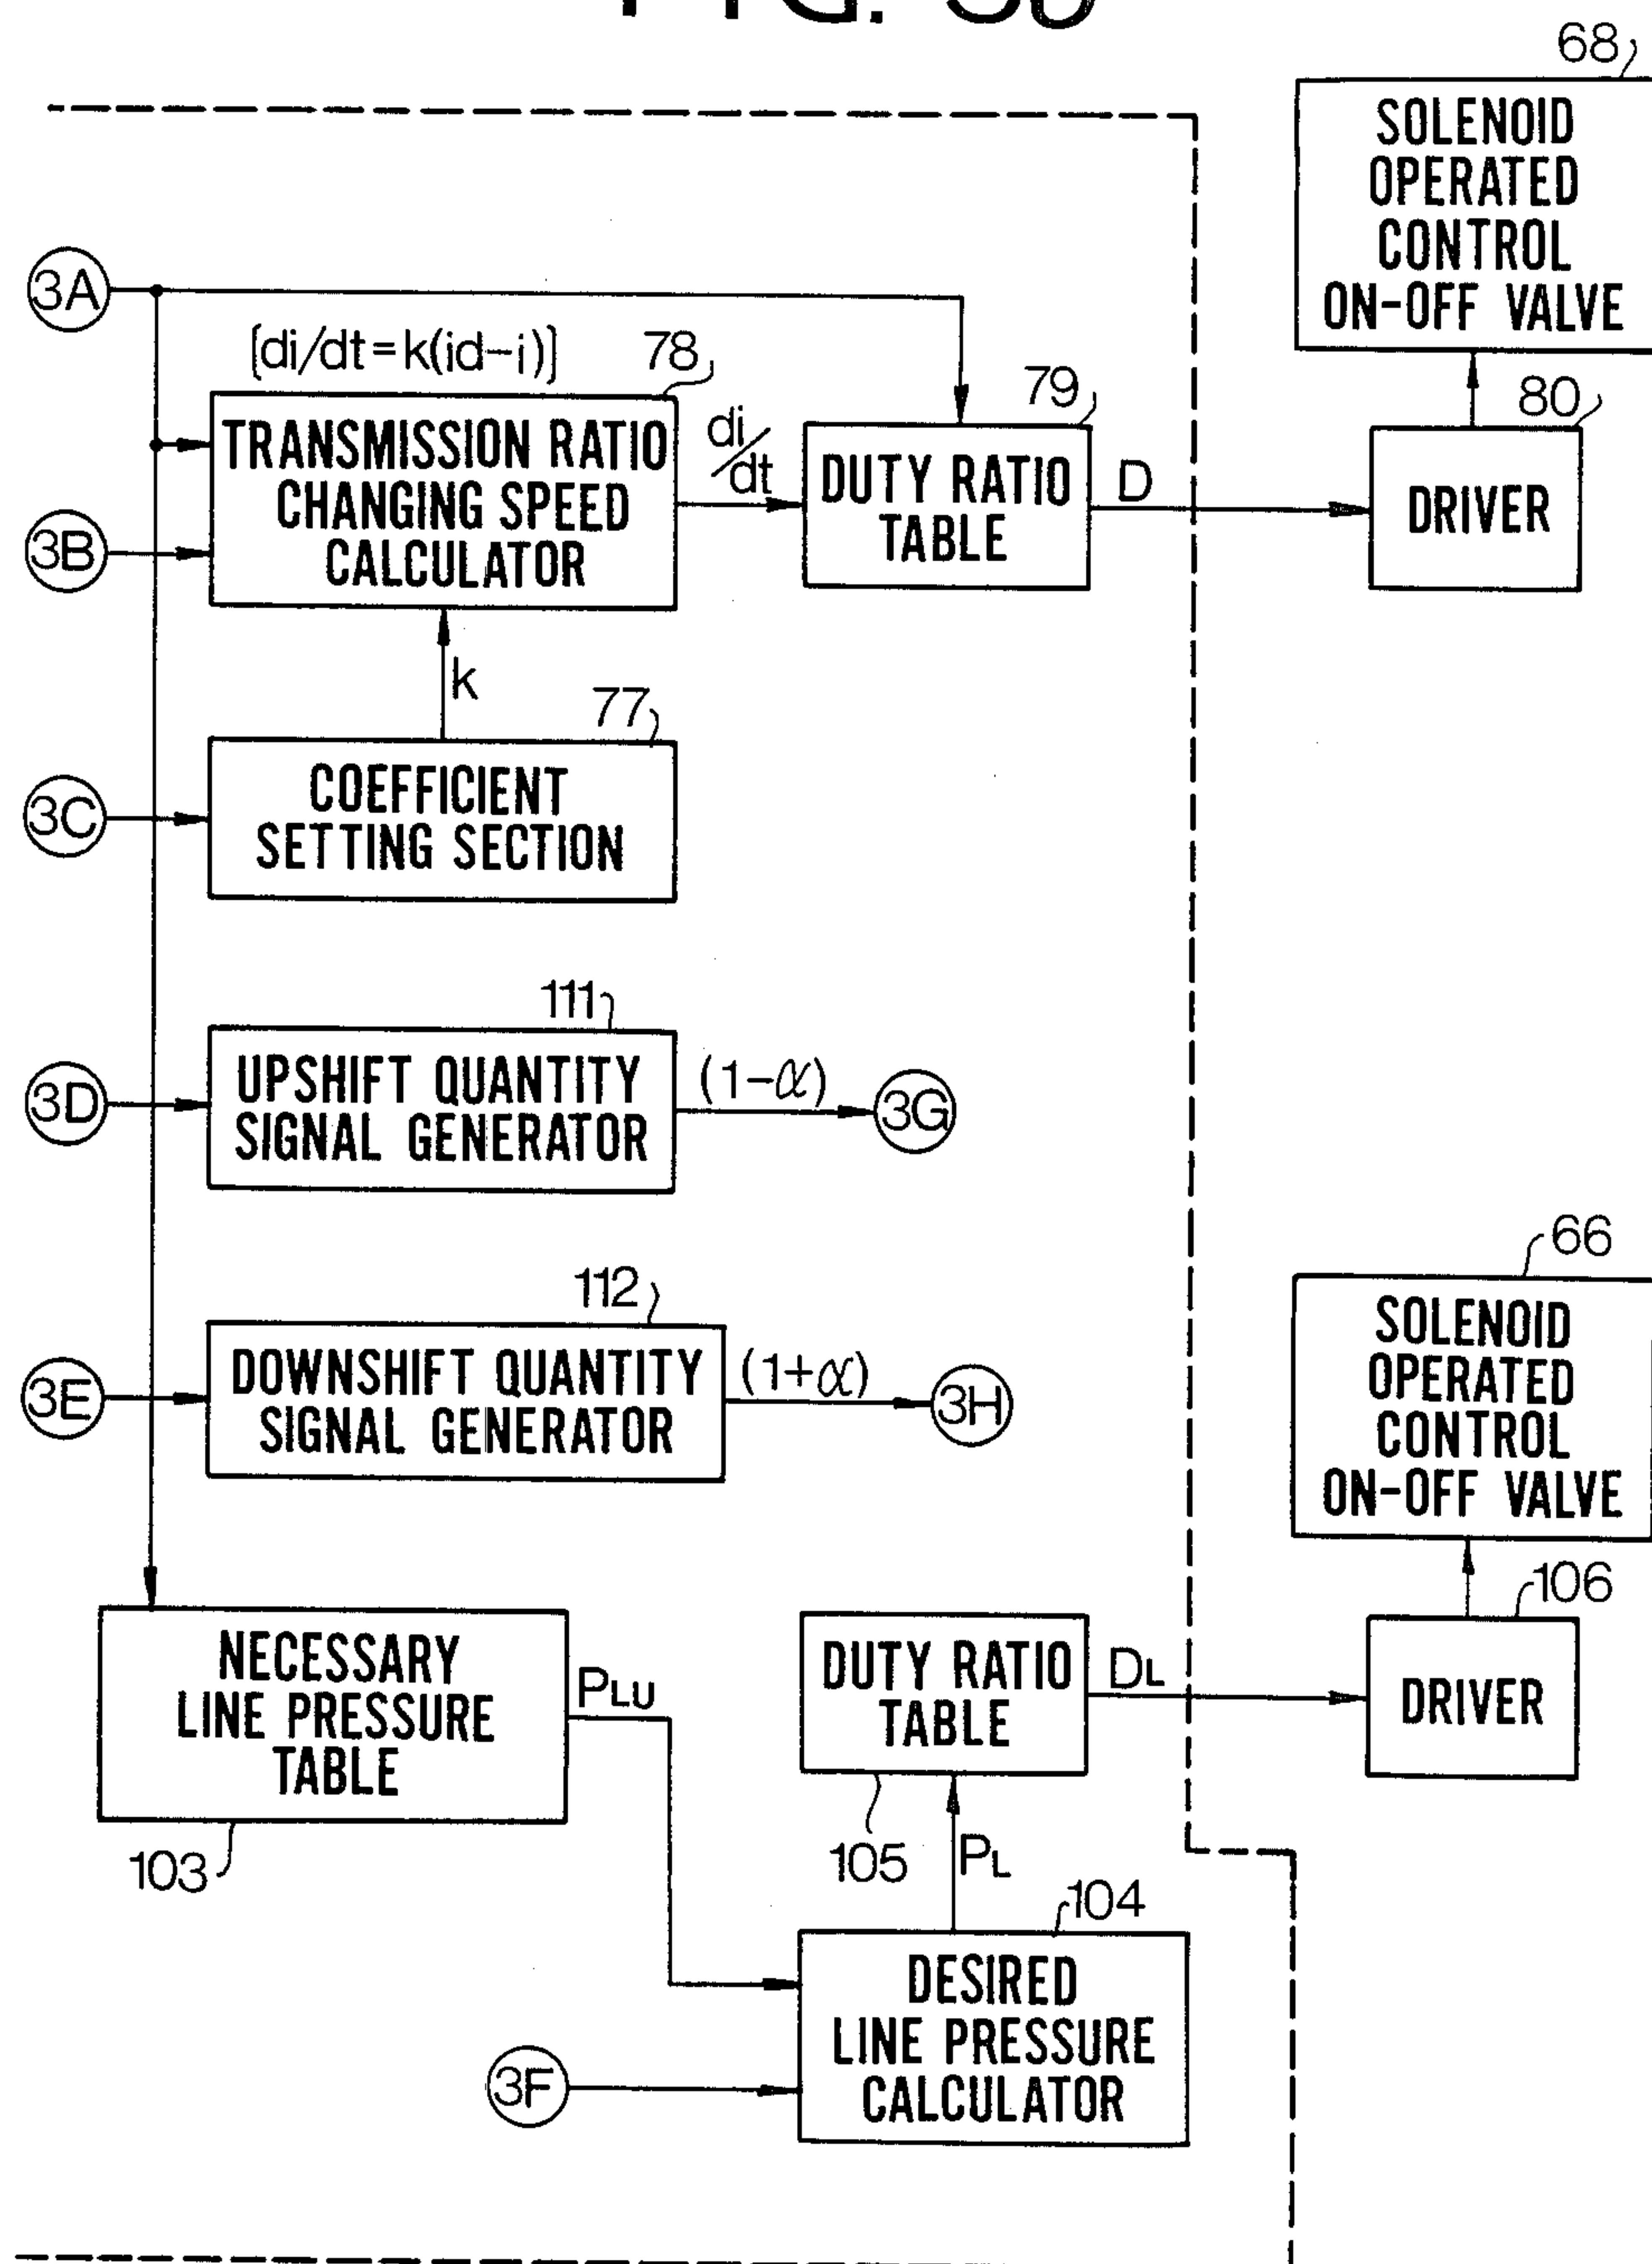 FIG. 3b
68
SOLENOID
OPERATED
CONTROL
ON-OFF VALVE
3A
[di/dt=k(id-i)]
78
TRANSMISSION RATIO
CHANGING SPEED
CALCULATOR
di/dt
79
DUTY RATIO
TABLE
D
80
DRIVER
3B
k
77
3C
COEFFICIENT
SETTING SECTION
111
3D
UPSHIFT QUANTITY
SIGNAL GENERATOR
(1-α)
3G
112
3E
DOWNSHIFT QUANTITY
SIGNAL GENERATOR
(1+α)
3H
66
SOLENOID
OPERATED
CONTROL
ON-OFF VALVE
106
NECESSARY
LINE PRESSURE
TABLE
103
PLU
DUTY RATIO
TABLE
DL
DRIVER
105
PL
104
DESIRED
LINE PRESSURE
CALCULATOR
3F